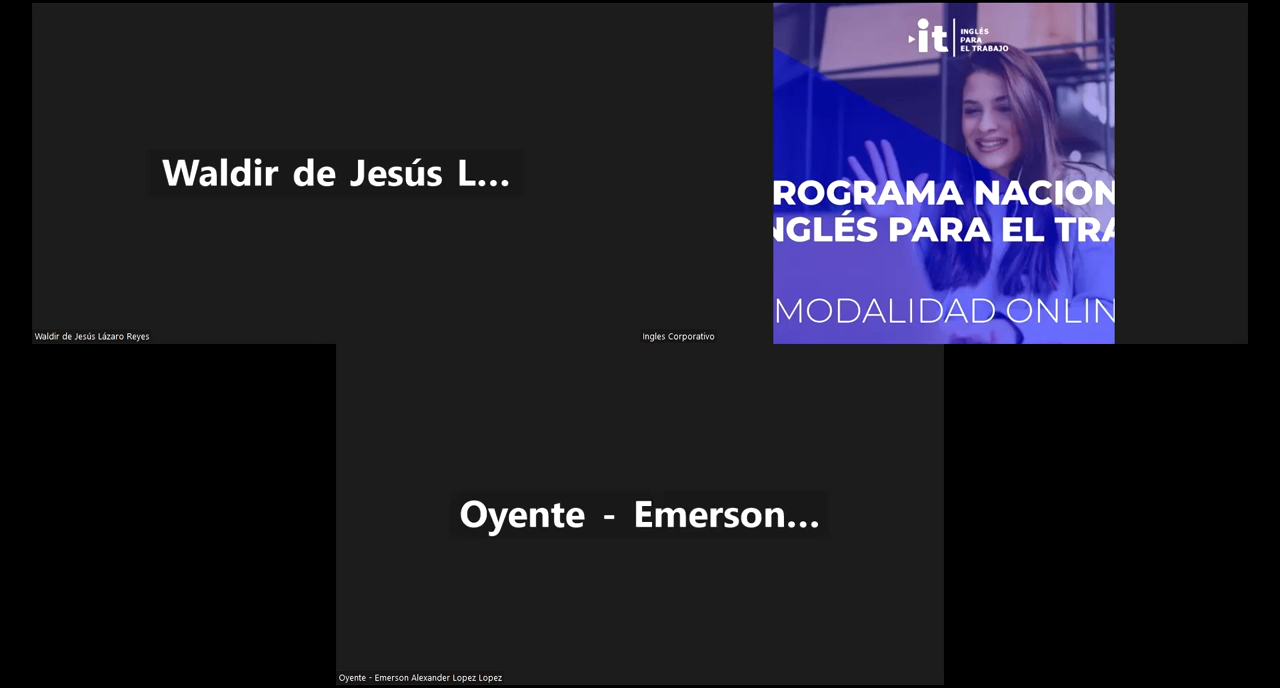 Waldir de Jesús L...
Waldir de Jesús Lázaro Reyes
it
INGLÉS
PARA
EL TRABAJO
ROGRAMA NACION
NGLÉS PARA EL TRA
MODALIDAD ONLIN
Ingles Corporativo
Oyente - Emerson...
Oyente - Emerson Alexander Lopez Lopez